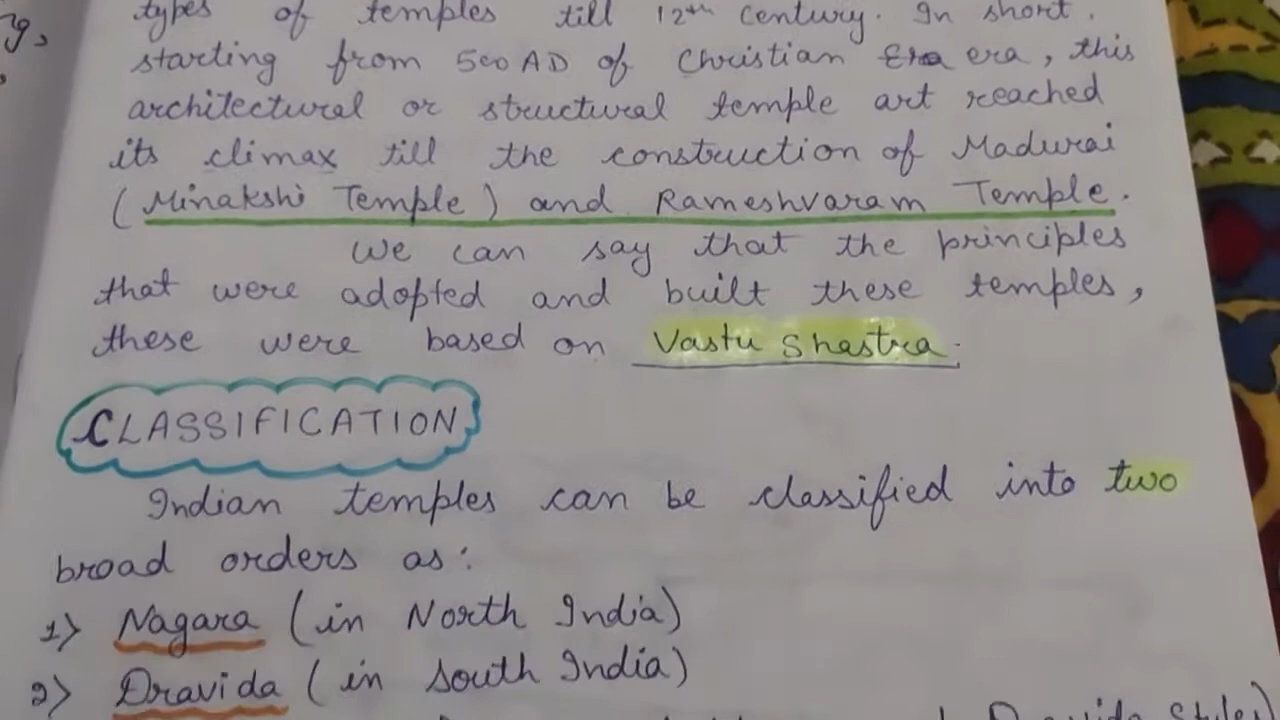 types of temples till 12th century. In short.
starting from 500 AD of Christian Era era, this
architectural or structural temple art reached
its climax till the construction of Madurai
(Minakshi Temple) and Rameshvaram Temple.
We can say that the principles
that were adopted and built these temples,
these were based on Vastu Shastra.
CLASSIFICATION
Indian temples can be classified into two
broad orders as:
1) Nagara (in North India)
2) Dravida (in South India)
Dravida Styles)